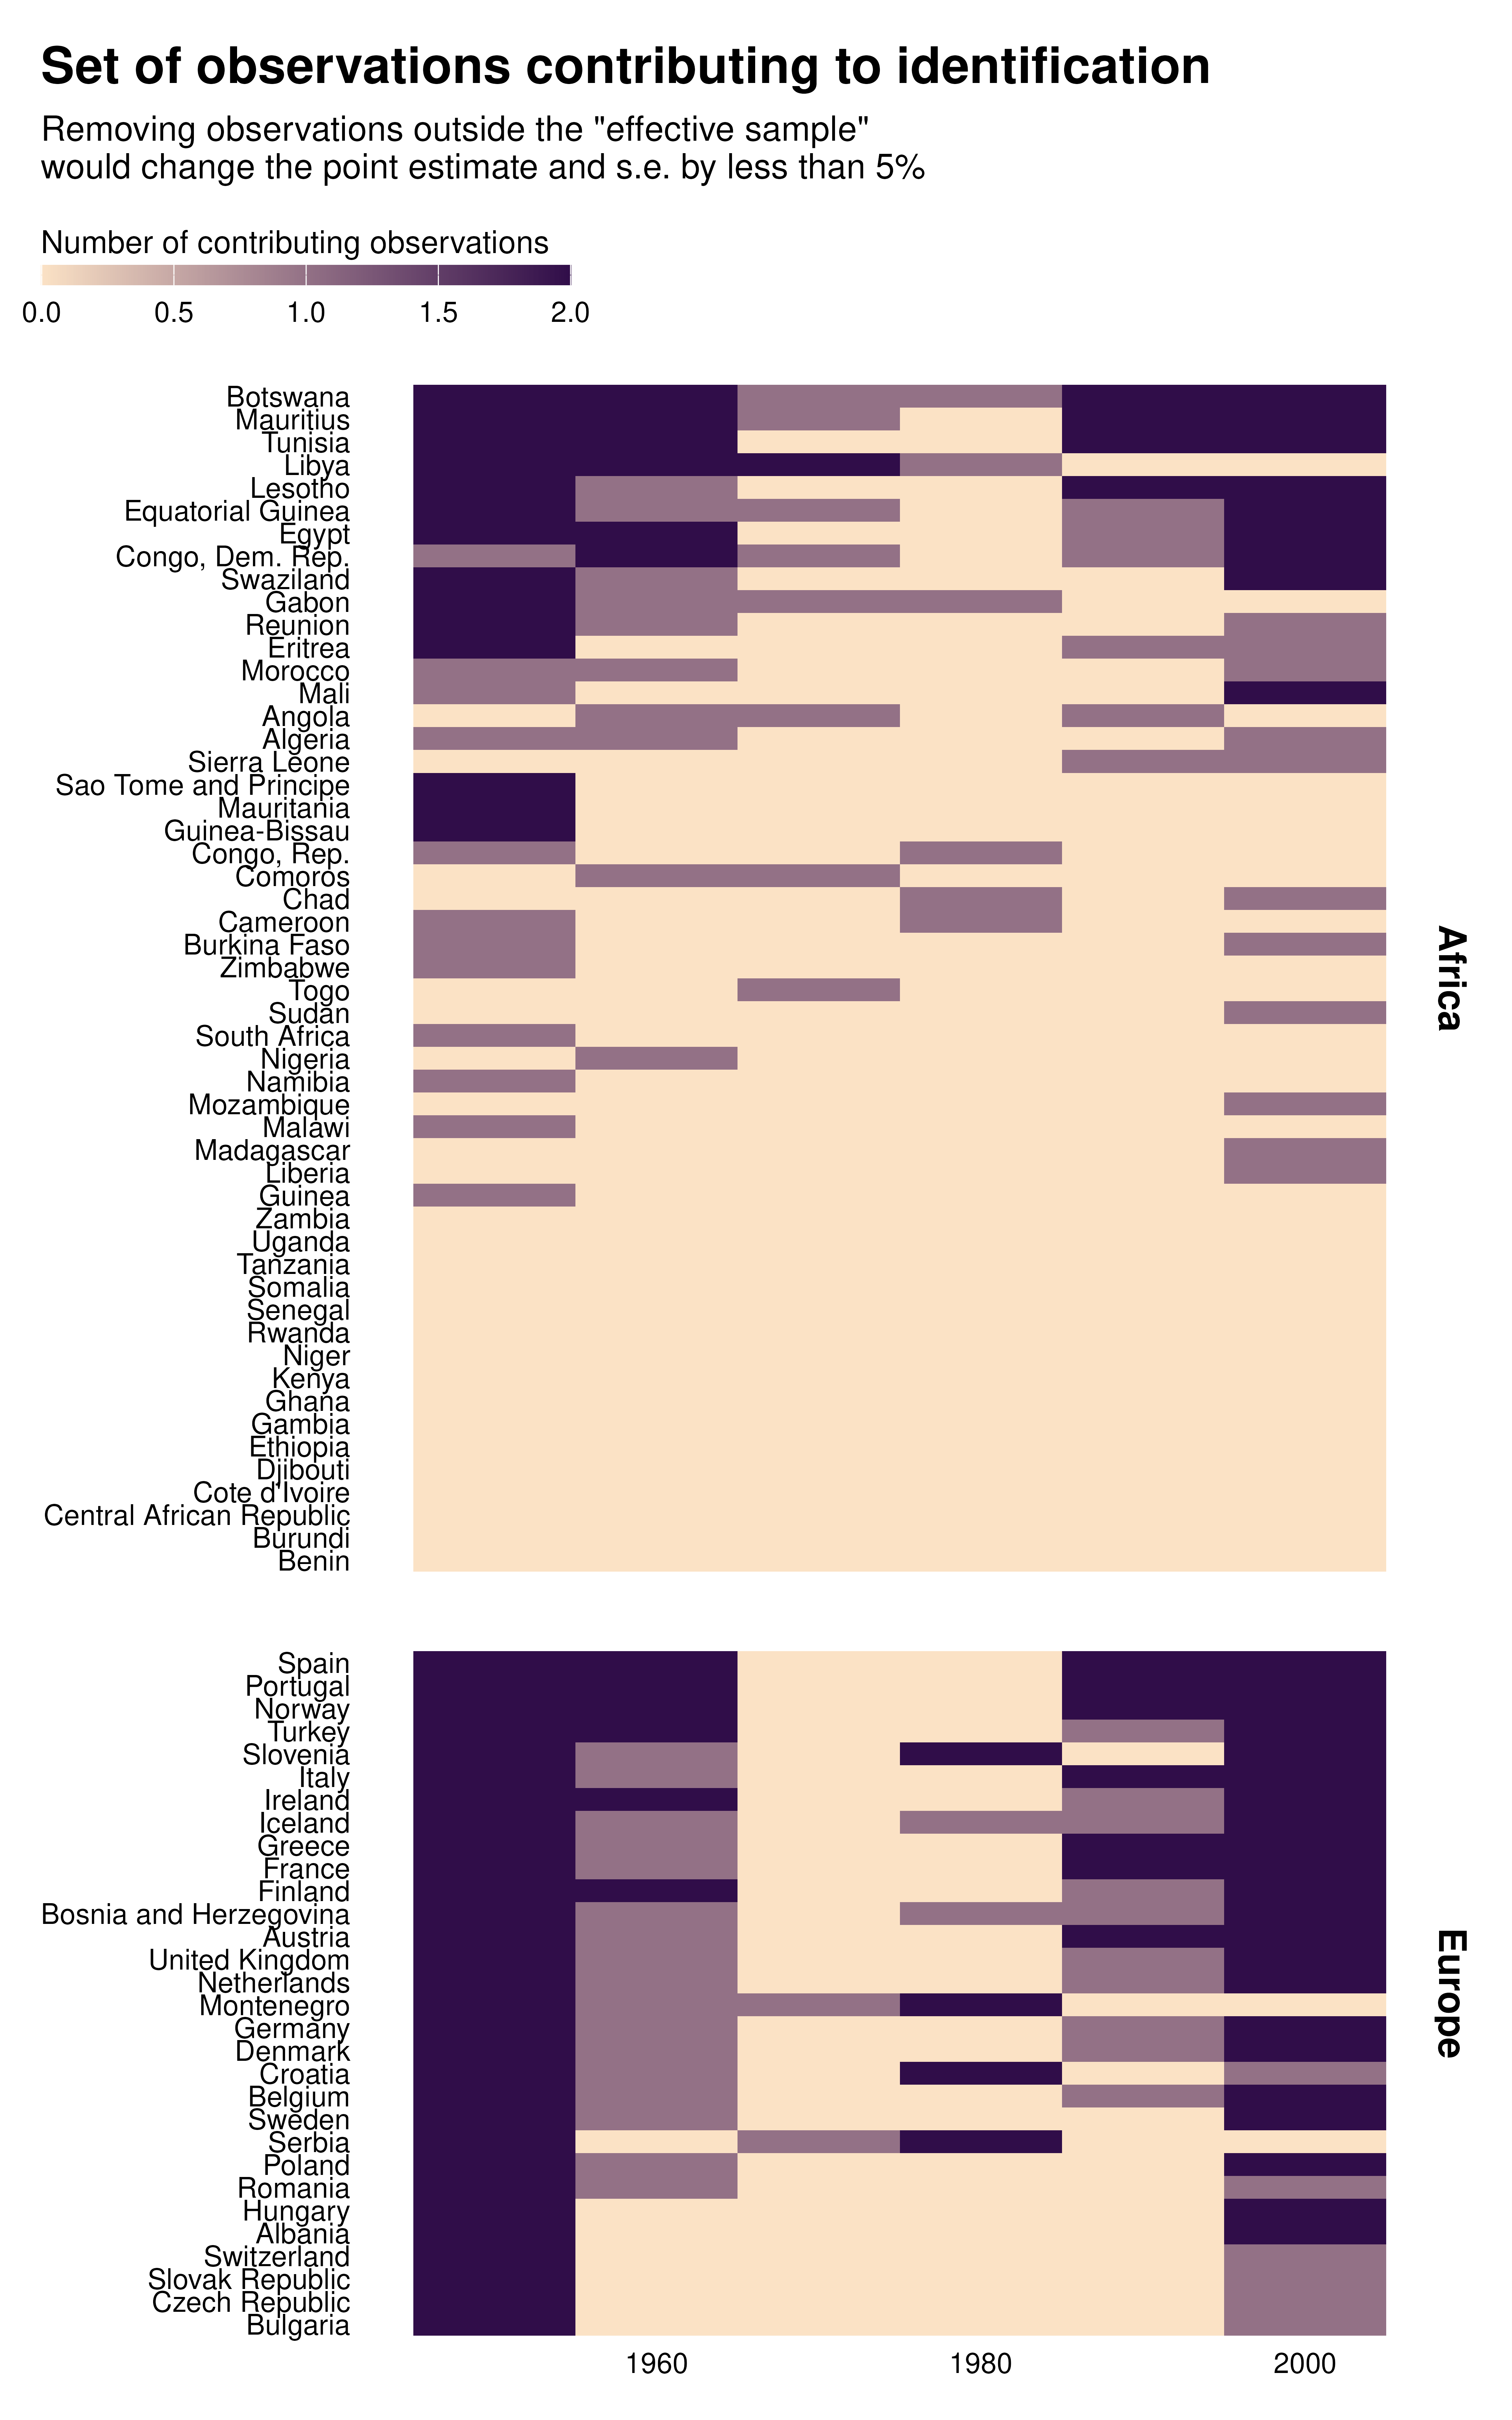 Set of observations contributing to identification
Removing observations outside the "effective sample"
would change the point estimate and s.e. by less than 5%
Number of contributing observations
0.0 0.5 1.0 1.5 2.0
Botswana
Mauritius
Tunisia
Libya
Lesotho
Equatorial Guinea
Egypt
Congo, Dem. Rep.
Swaziland
Gabon
Reunion
Eritrea
Morocco
Mali
Angola
Algeria
Sierra Leone
Sao Tome and Principe
Mauritania
Guinea-Bissau
Congo, Rep.
Comoros
Chad
Cameroon
Burkina Faso
Zimbabwe
Togo
Sudan
South Africa
Nigeria
Namibia
Mozambique
Malawi
Madagascar
Liberia
Guinea
Zambia
Uganda
Tanzania
Somalia
Senegal
Rwanda
Niger
Kenya
Ghana
Gambia
Ethiopia
Djibouti
Cote d'Ivoire
Central African Republic
Burundi
Benin
Africa
Spain
Portugal
Norway
Turkey
Slovenia
Italy
Ireland
Iceland
Greece
France
Finland
Bosnia and Herzegovina
Austria
United Kingdom
Netherlands
Montenegro
Germany
Denmark
Croatia
Belgium
Sweden
Serbia
Poland
Romania
Hungary
Albania
Switzerland
Slovak Republic
Czech Republic
Bulgaria
Europe
1960 1980 2000